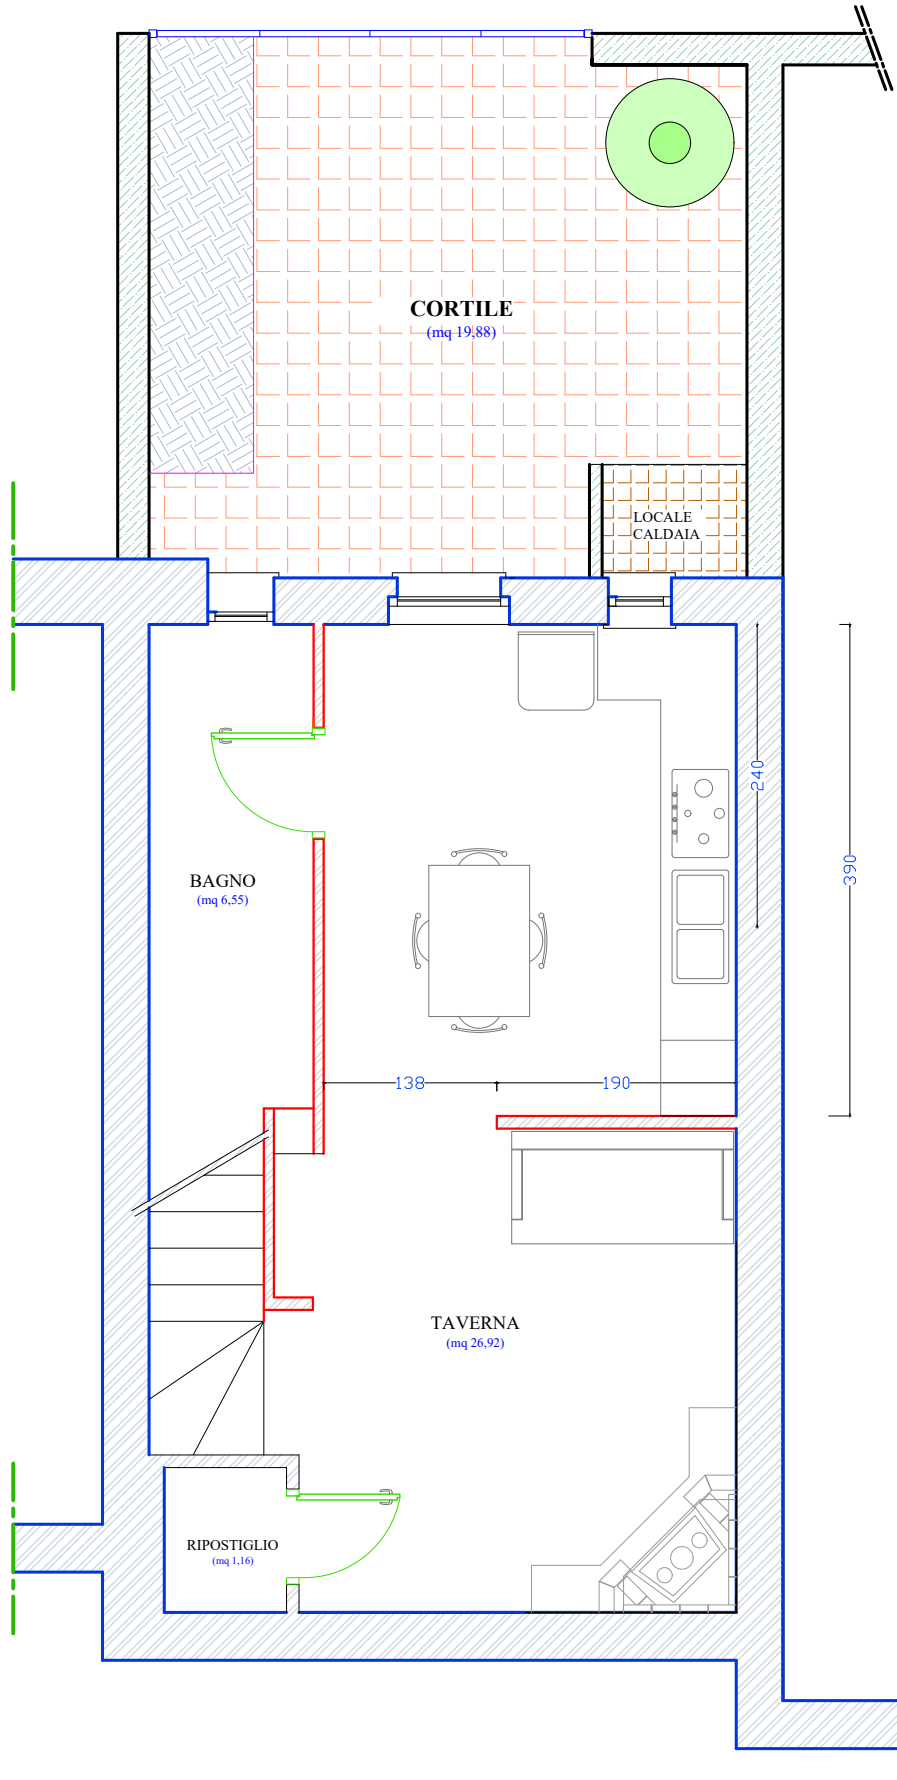 CORTILE
(mq 19,88)
LOCALE
CALDAIA
240
390
BAGNO
(mq 6,55)
138
190
TAVERNA
(mq 26,92)
RIPOSTIGLIO
(mq 1,16)